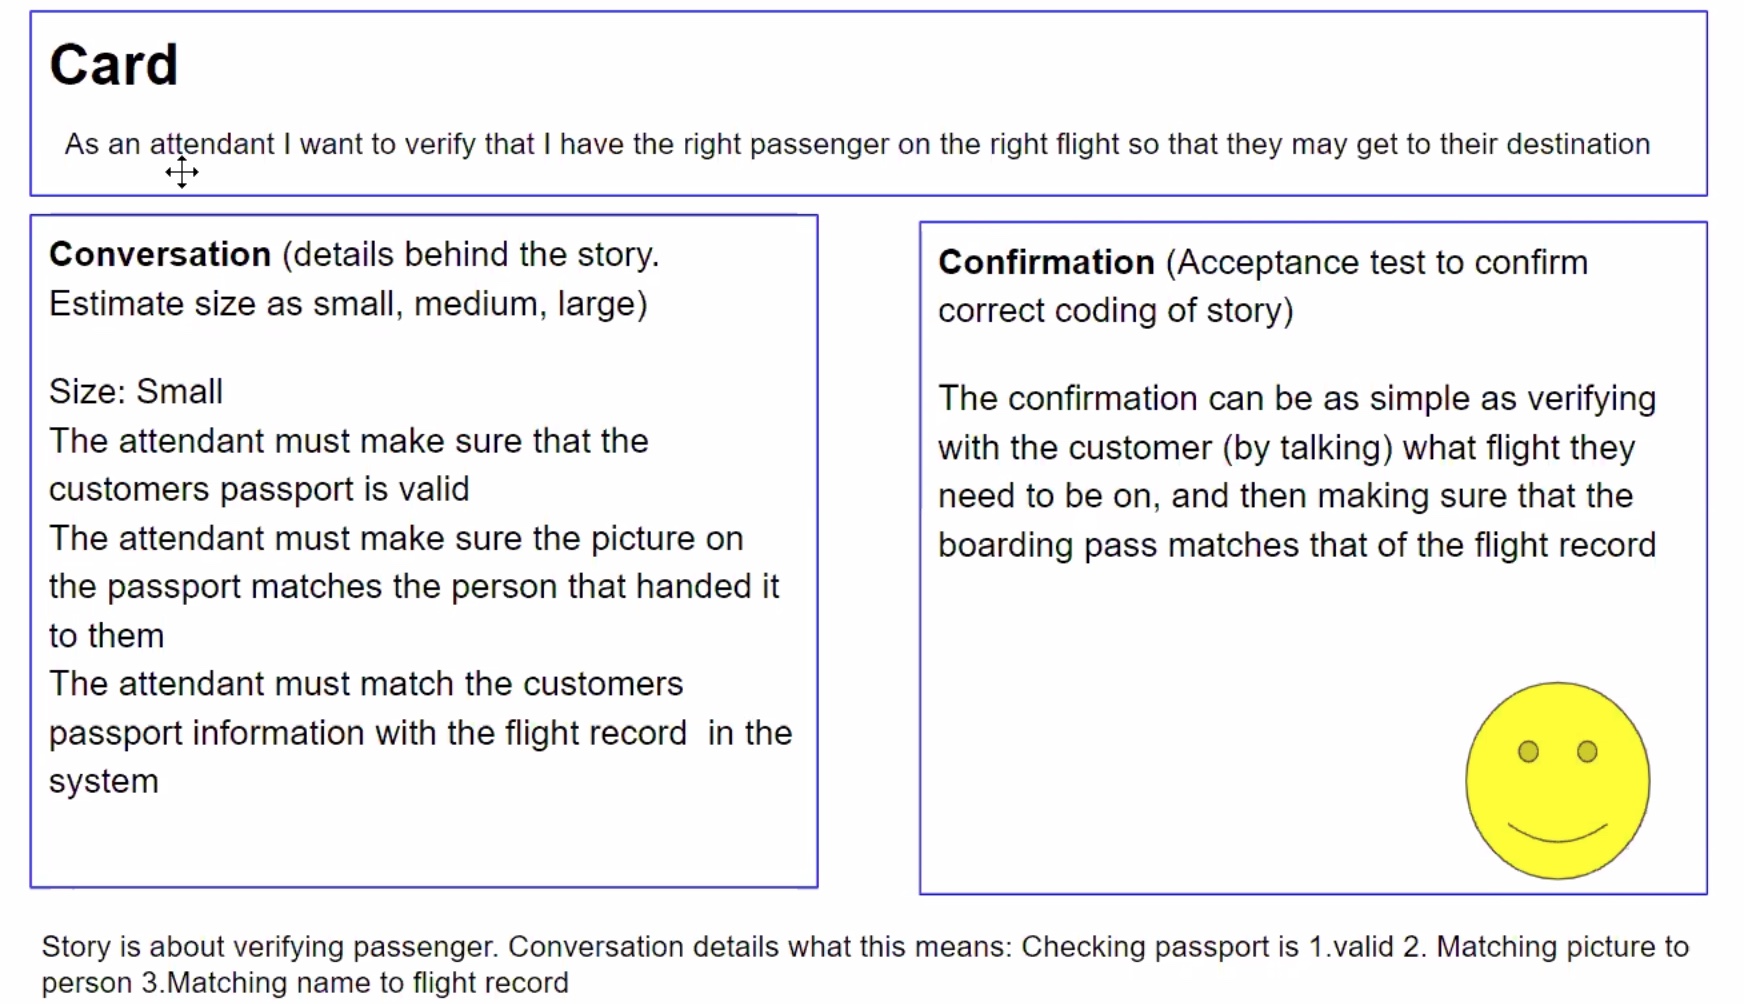 Card
As an attendant I want to verify that I have the right passenger on the right flight so that they may get to their destination
Conversation (details behind the story.
Estimate size as small, medium, large)
Size: Small
The attendant must make sure that the
customers passport is valid
The attendant must make sure the picture on
the passport matches the person that handed it
to them
The attendant must match the customers
passport information with the flight record  in the
system
Confirmation (Acceptance test to confirm
correct coding of story)
The confirmation can be as simple as verifying
with the customer (by talking) what flight they
need to be on, and then making sure that the
boarding pass matches that of the flight record
Story is about verifying passenger. Conversation details what this means: Checking passport is 1.valid 2. Matching picture to
person 3.Matching name to flight record